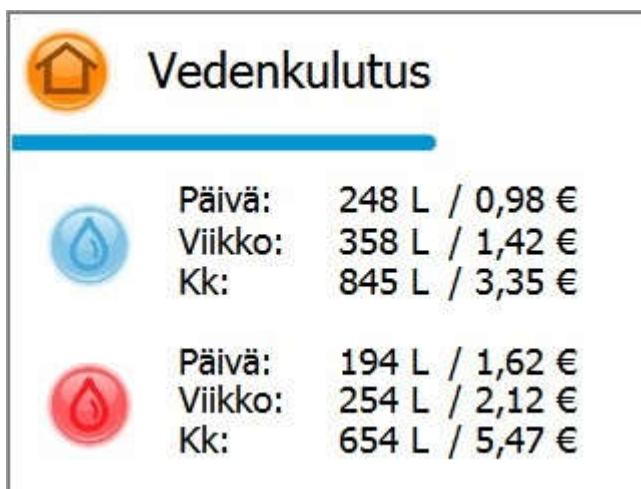 Vedenkulutus
Päivä: 248 L / 0,98 €
Viikko: 358 L / 1,42 €
Kk: 845 L / 3,35 €
Päivä: 194 L / 1,62 €
Viikko: 254 L / 2,12 €
Kk: 654 L / 5,47 €